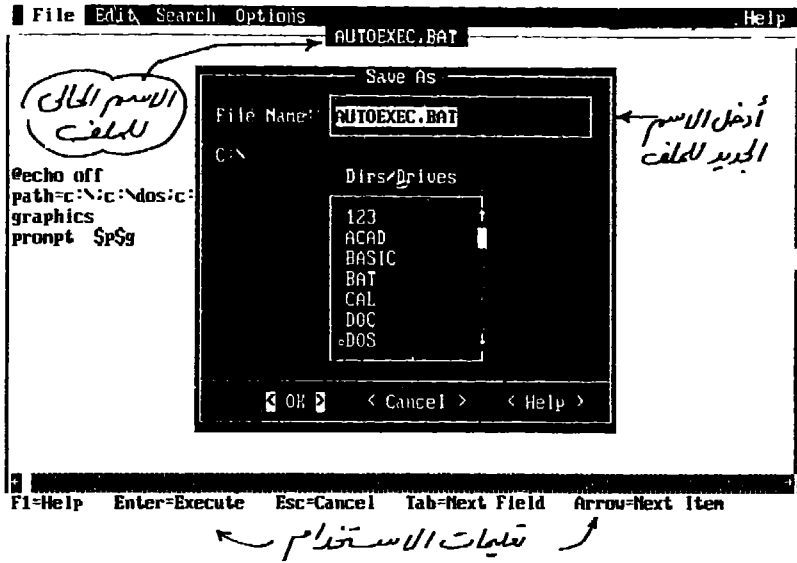 File Edit Search Options Help
AUTOEXEC.BAT
Save As
الاسم الحالى
للملف
File Name: AUTOEXEC.BAT
أدخل الاسم
الجديد للملف
C:\
Dirs/Drives
@echo off
path=c:\;c:\dos;c:
graphics
prompt $p$g
123
ACAD
BASIC
BAT
CAL
DOC
DOS
< OK > < Cancel > < Help >
F1=Help Enter=Execute Esc=Cancel Tab=Next Field Arrow=Next Item
تعليمات الاستخدام